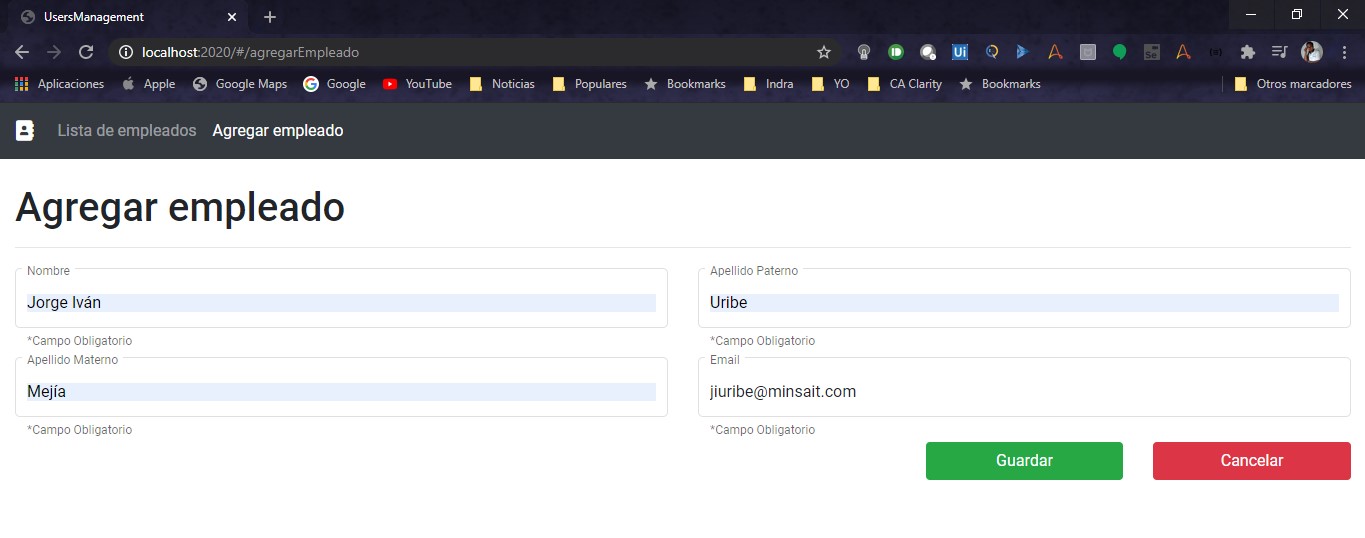 UsersManagement
localhost:2020/#/agregarEmpleado
Aplicaciones Apple Google Maps Google YouTube Noticias Populares Bookmarks Indra YO CA Clarity Bookmarks Otros marcadores
Lista de empleados Agregar empleado
Agregar empleado
Nombre Apellido Paterno
Jorge Iván Uribe
*Campo Obligatorio *Campo Obligatorio
Apellido Materno Email
Mejía jiuribe@minsait.com
*Campo Obligatorio *Campo Obligatorio
Guardar Cancelar